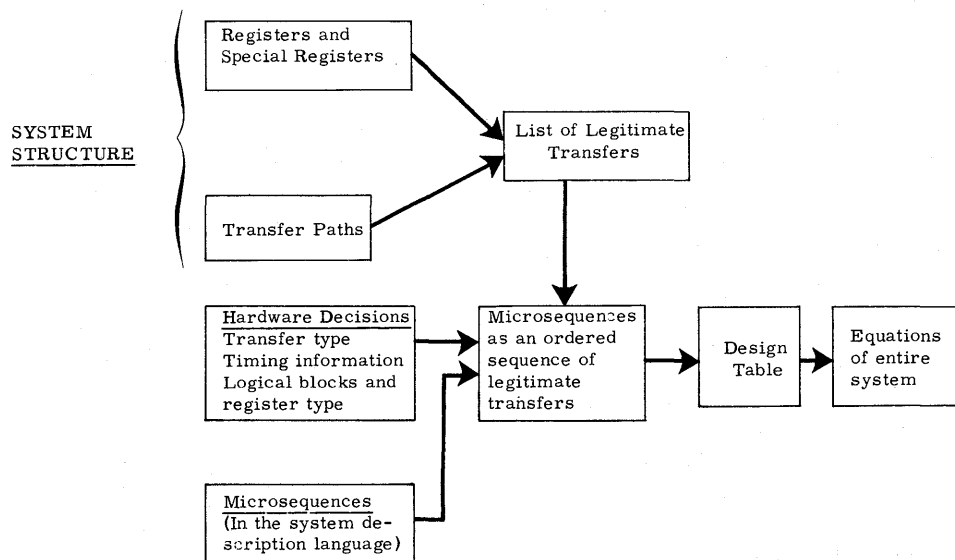 Registers and
Special Registers
SYSTEM
STRUCTURE
List of Legitimate
Transfers
Transfer Paths
Hardware Decisions
Transfer type
Timing information
Logical blocks and
register type
Microsequences
as an ordered
sequence of
legitimate
transfers
Design
Table
Equations
of entire
system
Microsequences
(In the system de-
scription language)